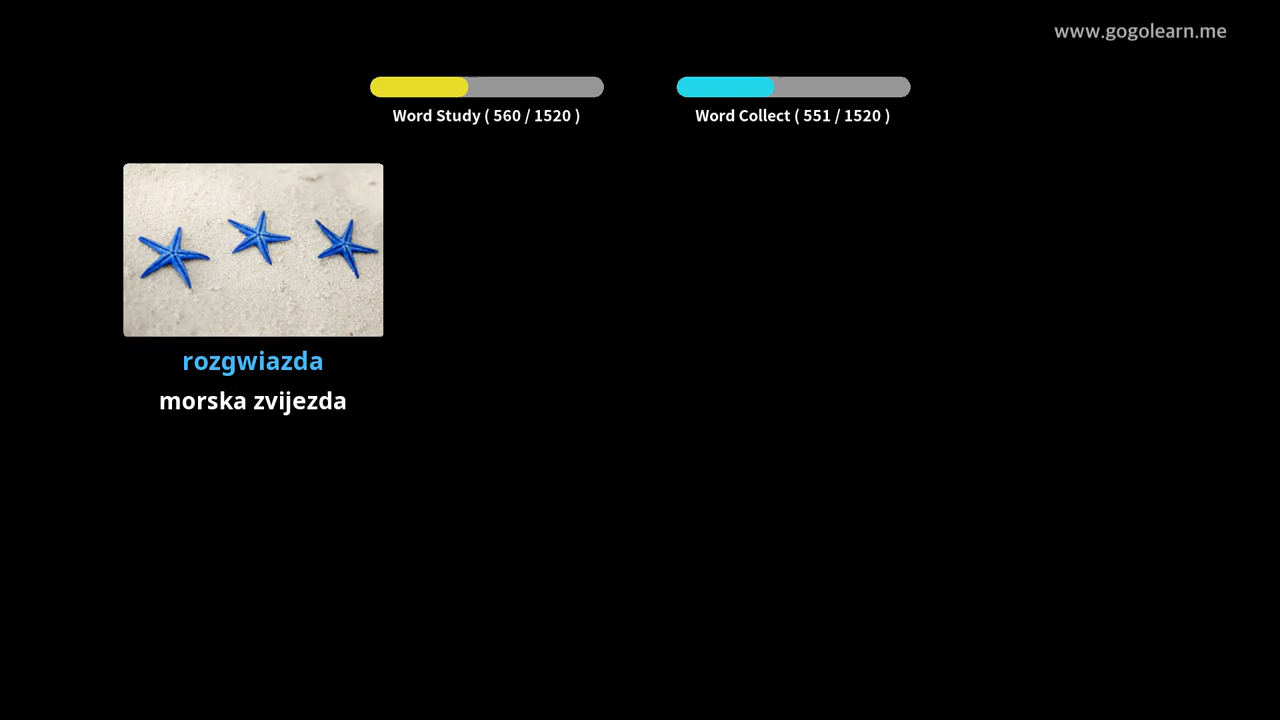 www.gogolearn.me
Word Study ( 560 / 1520 )
Word Collect ( 551 / 1520 )
rozgwiazda
morska zvijezda